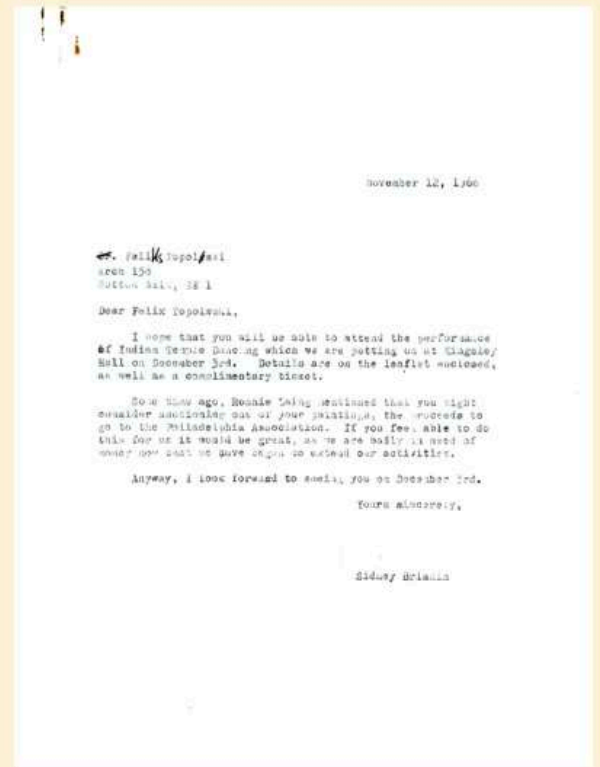 November 12, 1966
Felix Topolski
Arch 158
SE 1
Dear Felix Topolski,
I hope that you will be able to attend the performance
of Indian Temple Dancing which we are putting on at Kingsley
Hall on December 3rd. Details are on the leaflet enclosed,
as well as a complimentary ticket.
Some time ago, Ronnie Laing mentioned that you might
consider auctioning one of your paintings, the proceeds to
go to the Philadelphia Association. If you feel able to do
this for us it would be great, as we are badly in need of
money now that we have begun to extend our activities.
Anyway, I look forward to seeing you on December 3rd.
Yours sincerely,
Sidney Briskin